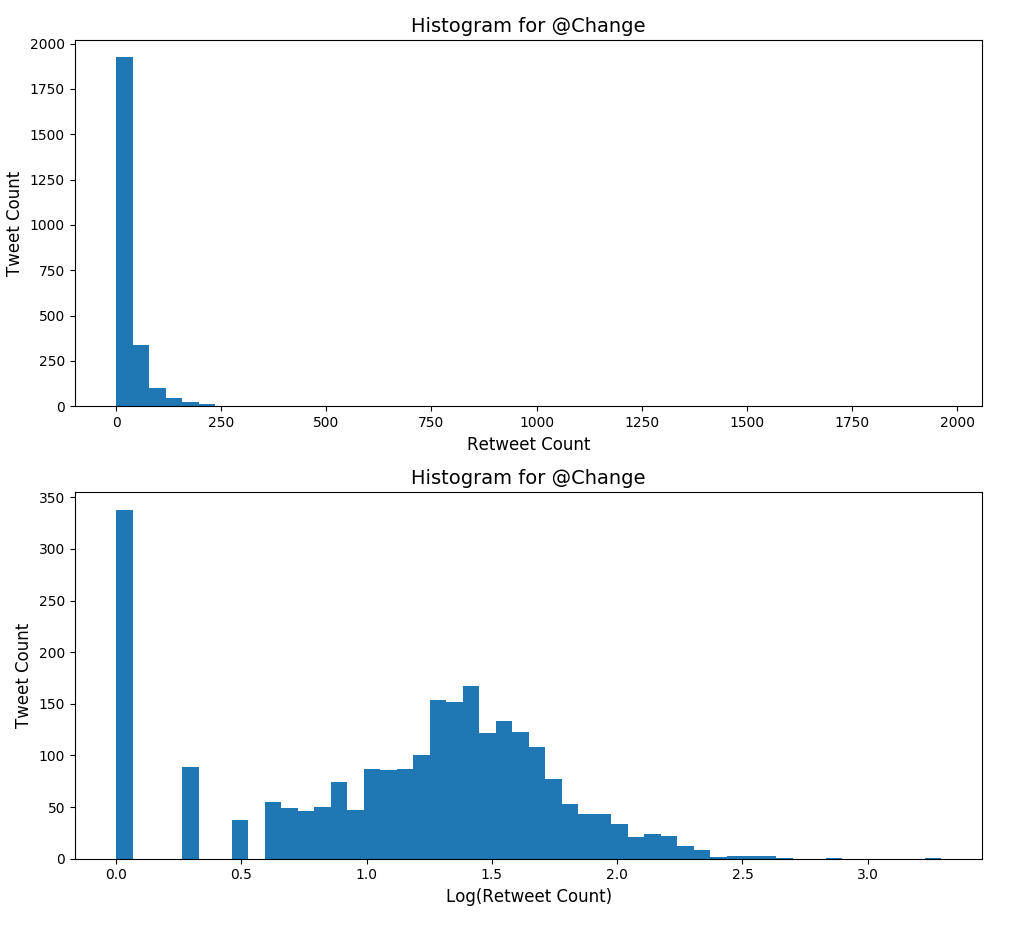 Histogram for @Change
2000
1750
1500
1250
1000
750
500
250
0
Tweet Count
0 250 500 750 1000 1250 1500 1750 2000
Retweet Count
Histogram for @Change
350
300
250
200
150
100
50
0
Tweet Count
0.0 0.5 1.0 1.5 2.0 2.5 3.0
Log(Retweet Count)